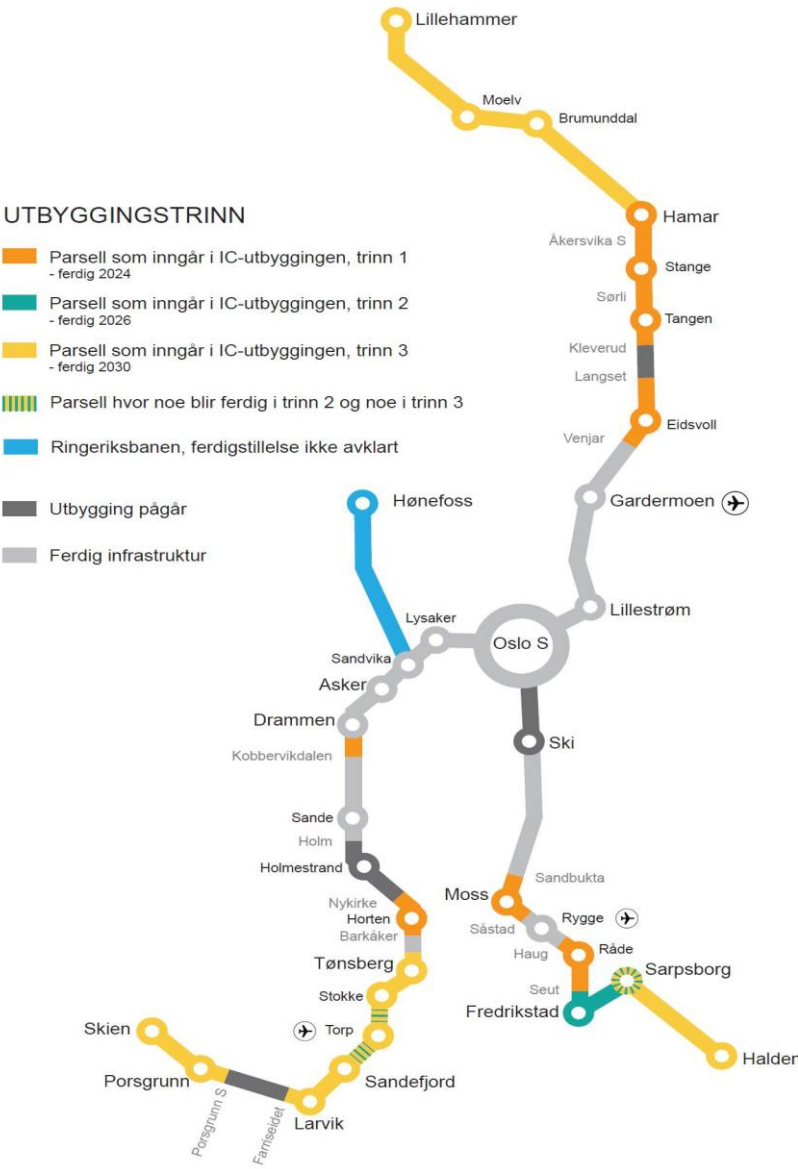 Lillehammer
Moelv
Brumunddal
UTBYGGINGSTRINN
Parsell som inngår i IC-utbyggingen, trinn 1
- ferdig 2024
Parsell som inngår i IC-utbyggingen, trinn 2
- ferdig 2026
Parsell som inngår i IC-utbyggingen, trinn 3
- ferdig 2030
Parsell hvor noe blir ferdig i trinn 2 og noe i trinn 3
Ringeriksbanen, ferdigstillelse ikke avklart
Utbygging pågår
Ferdig infrastruktur
Hamar
Åkersvika S
Stange
Sørli
Tangen
Kleverud
Langset
Eidsvoll
Venjar
Gardermoen
Hønefoss
Lillestrøm
Lysaker
Oslo S
Sandvika
Asker
Drammen
Kobbervikdalen
Ski
Sande
Holm
Holmestrand
Nykirke
Horten
Barkåker
Tønsberg
Stokke
Torp
Sandefjord
Larvik
Farriseidet
Porsgrunn S
Porsgrunn
Skien
Sandbukta
Moss
Såstad
Rygge
Haug
Råde
Seut
Fredrikstad
Sarpsborg
Halden